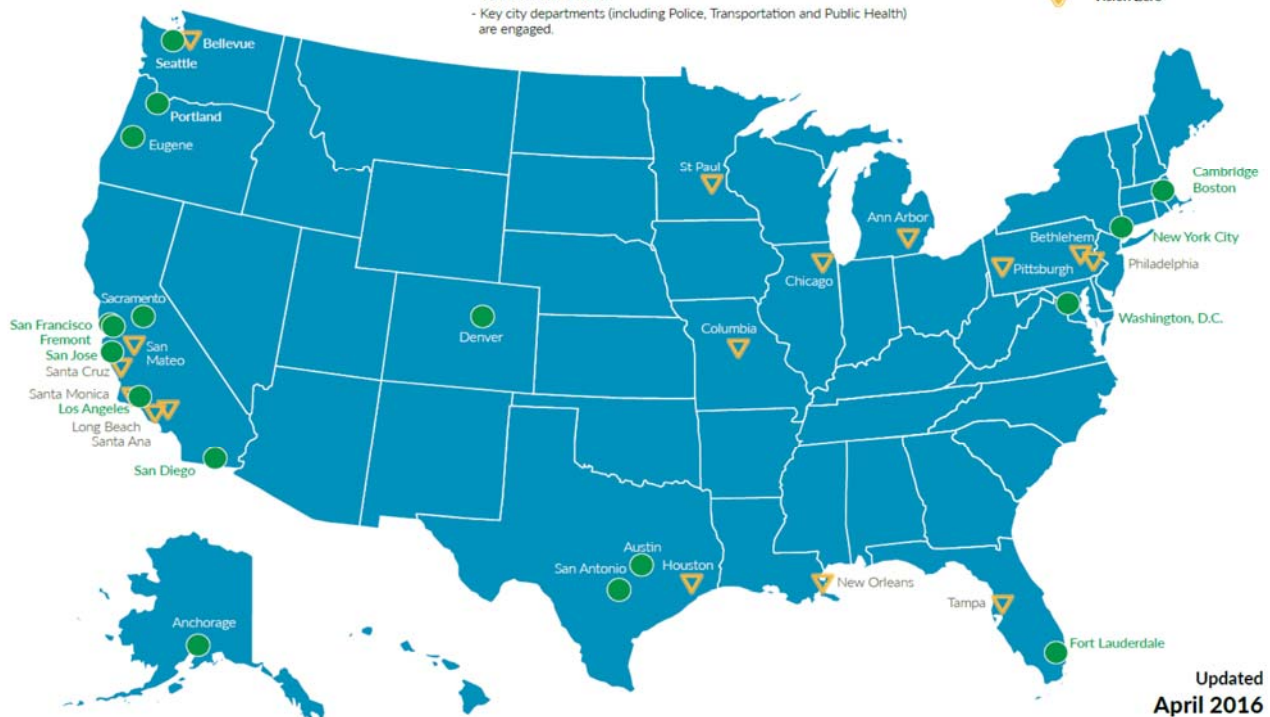 - Key city departments (including Police, Transportation and Public Health)
are engaged.
Bellevue
Seattle
Portland
Eugene
St Paul
Cambridge
Boston
Ann Arbor
New York City
Bethlehem
Philadelphia
Pittsburgh
Chicago
Washington, D.C.
Sacramento
San Francisco
Fremont
San Jose
San
Mateo
Santa Cruz
Denver
Columbia
Santa Monica
Los Angeles
Long Beach
Santa Ana
San Diego
Austin
San Antonio
Houston
New Orleans
Tampa
Anchorage
Fort Lauderdale
Updated
April 2016